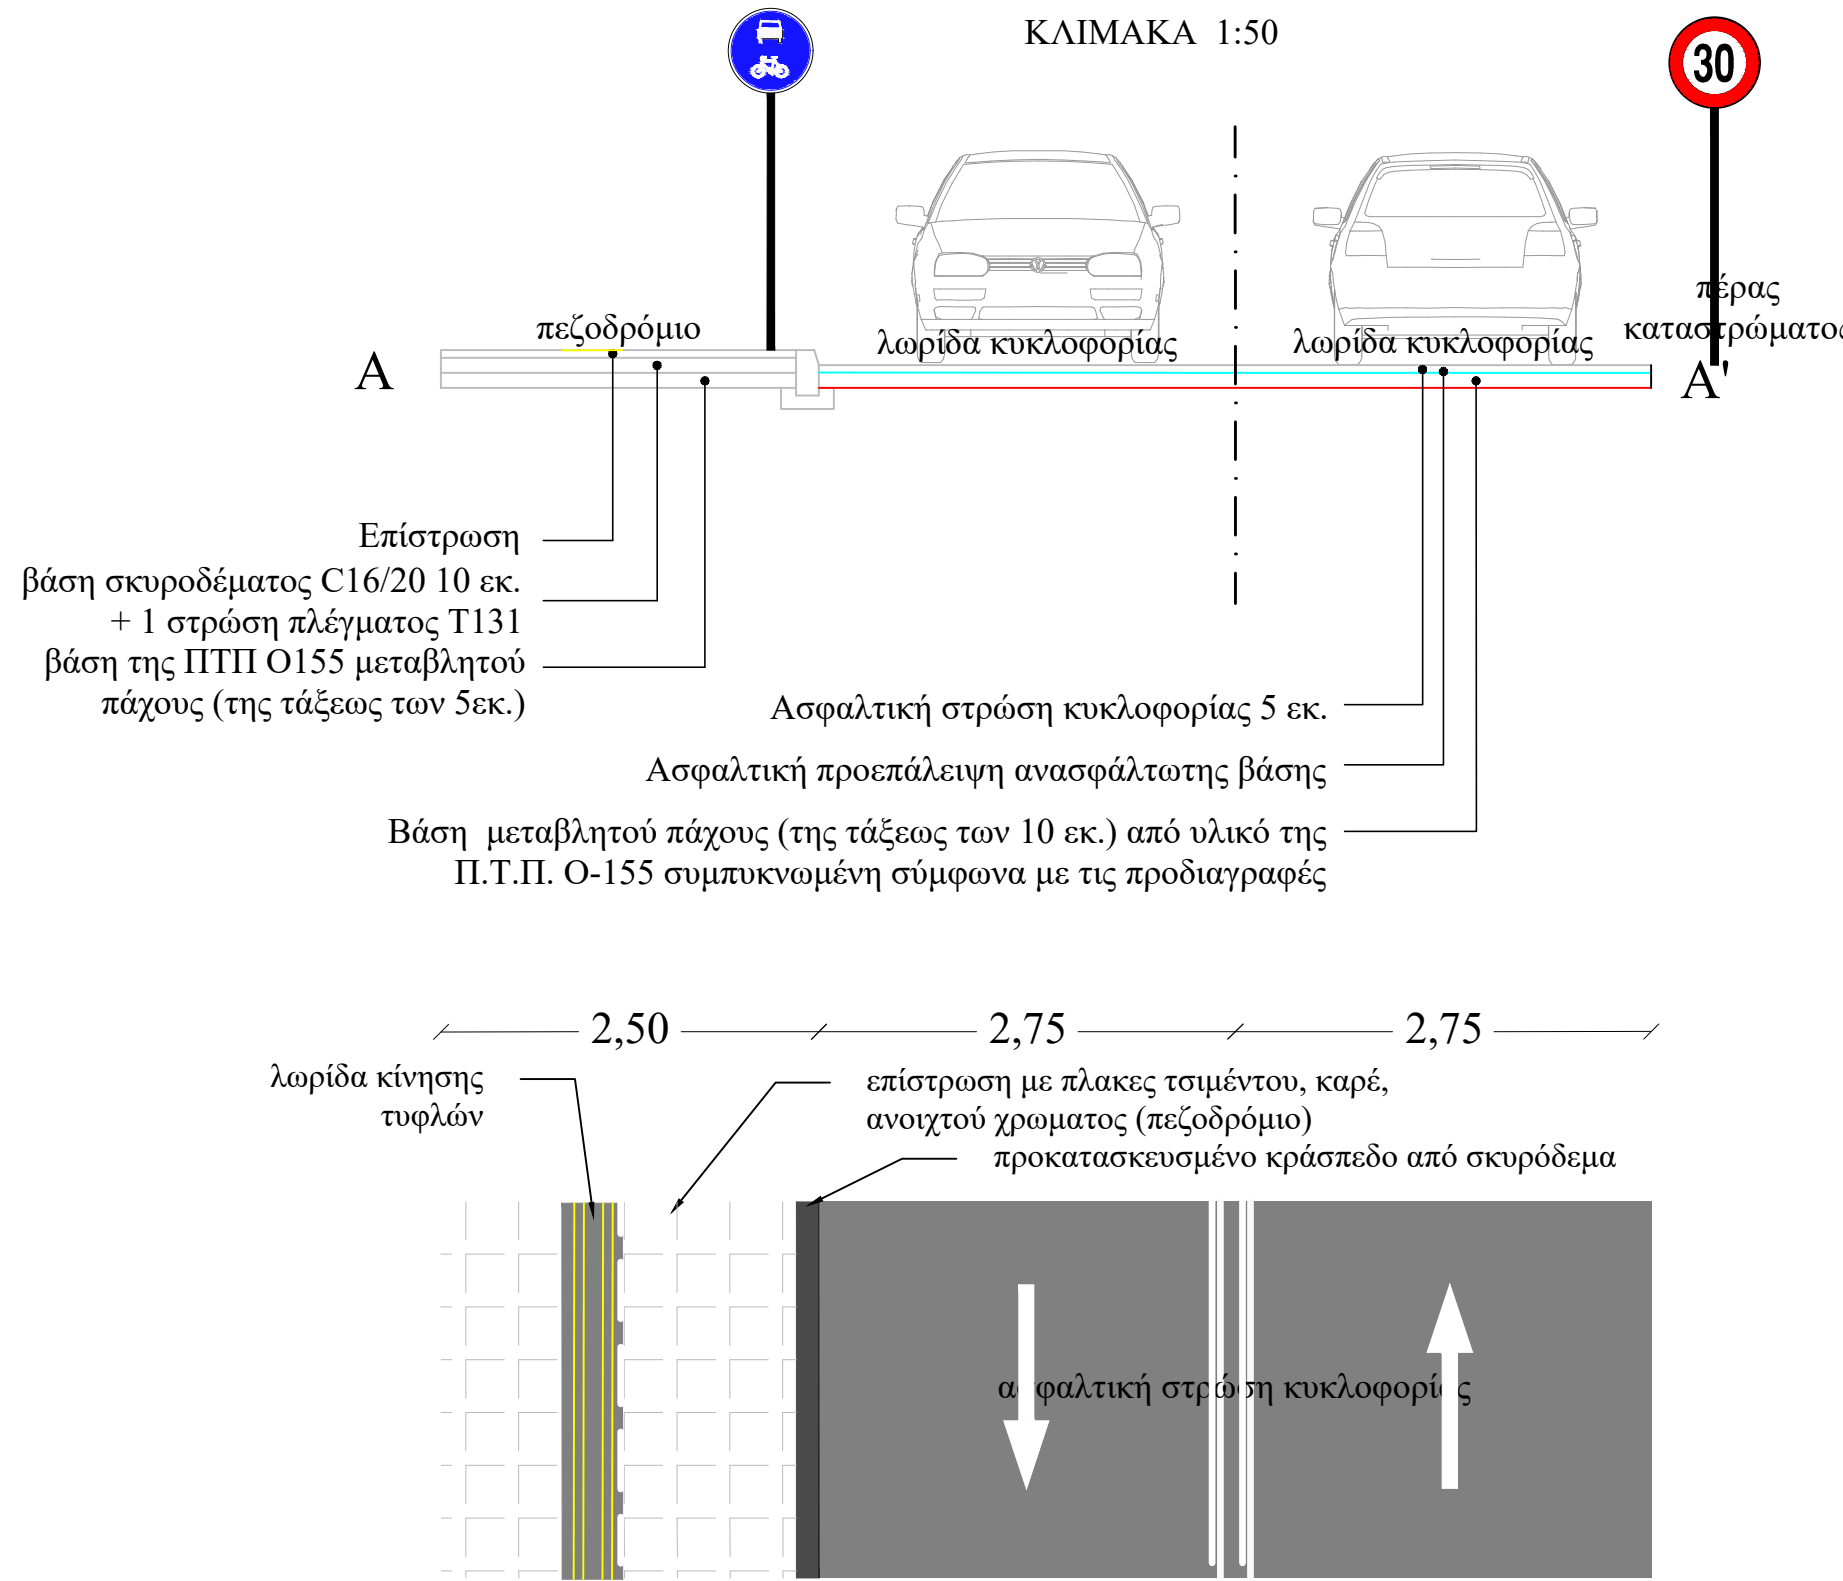 ΚΛΙΜΑΚΑ 1:50
30
πεζοδρόμιο
λωρίδα κυκλοφορίας
λωρίδα κυκλοφορίας
πέρας
καταστρώματος
Α
Α'
Επίστρωση
βάση σκυροδέματος C16/20 10 εκ.
+ 1 στρώση πλέγματος Τ131
βάση της ΠΤΠ Ο155 μεταβλητού
πάχους (της τάξεως των 5εκ.)
Ασφαλτική στρώση κυκλοφορίας 5 εκ.
Ασφαλτική προεπάλειψη ανασφάλτωτης βάσης
Βάση μεταβλητού πάχους (της τάξεως των 10 εκ.) από υλικό της
Π.Τ.Π. Ο-155 συμπυκνωμένη σύμφωνα με τις προδιαγραφές
2,50
2,75
2,75
λωρίδα κίνησης
τυφλών
επίστρωση με πλακες τσιμέντου, καρέ,
ανοιχτού χρωματος (πεζοδρόμιο)
προκατασκευσμένο κράσπεδο από σκυρόδεμα
ασφαλτική στρώση κυκλοφορίας